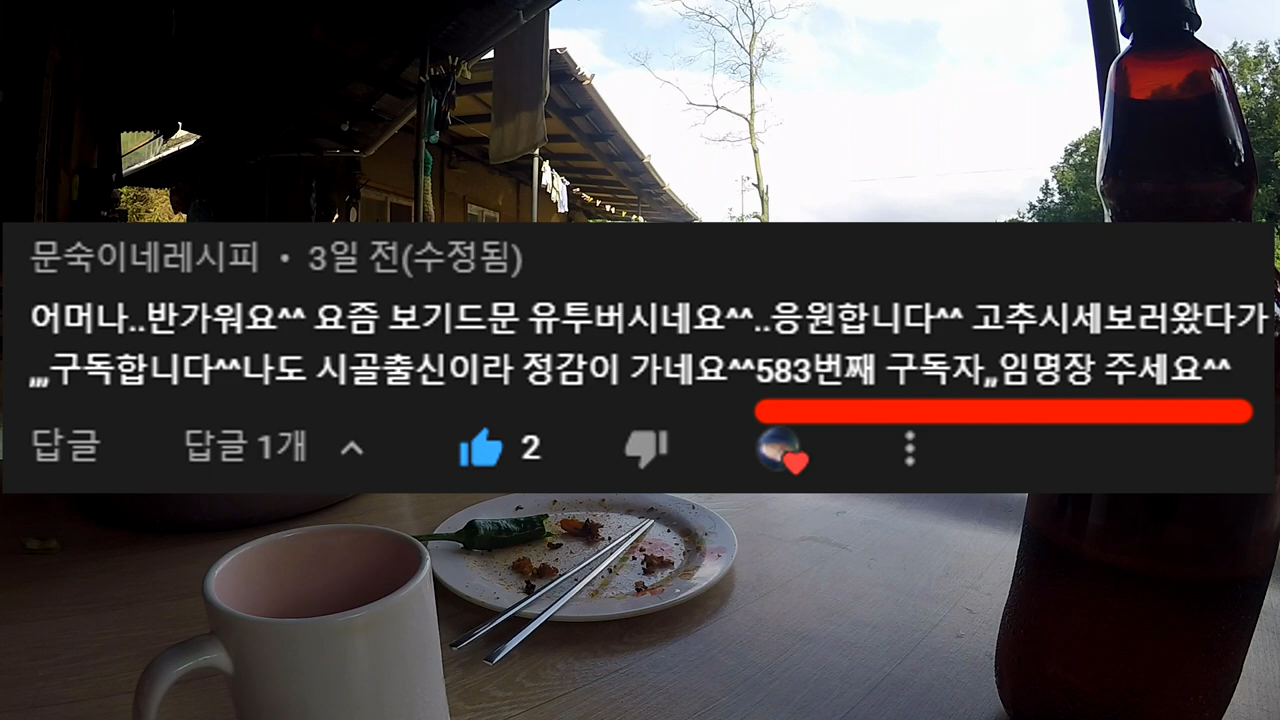 문숙이네레시피 • 3일 전(수정됨)
어머나..반가워요^^ 요즘 보기드문 유투버시네요^^..응원합니다^^ 고추시세보러왔다가
,,,구독합니다^^나도 시골출신이라 정감이 가네요^^583번째 구독자,,임명장 주세요^^
답글 답글 1개 2